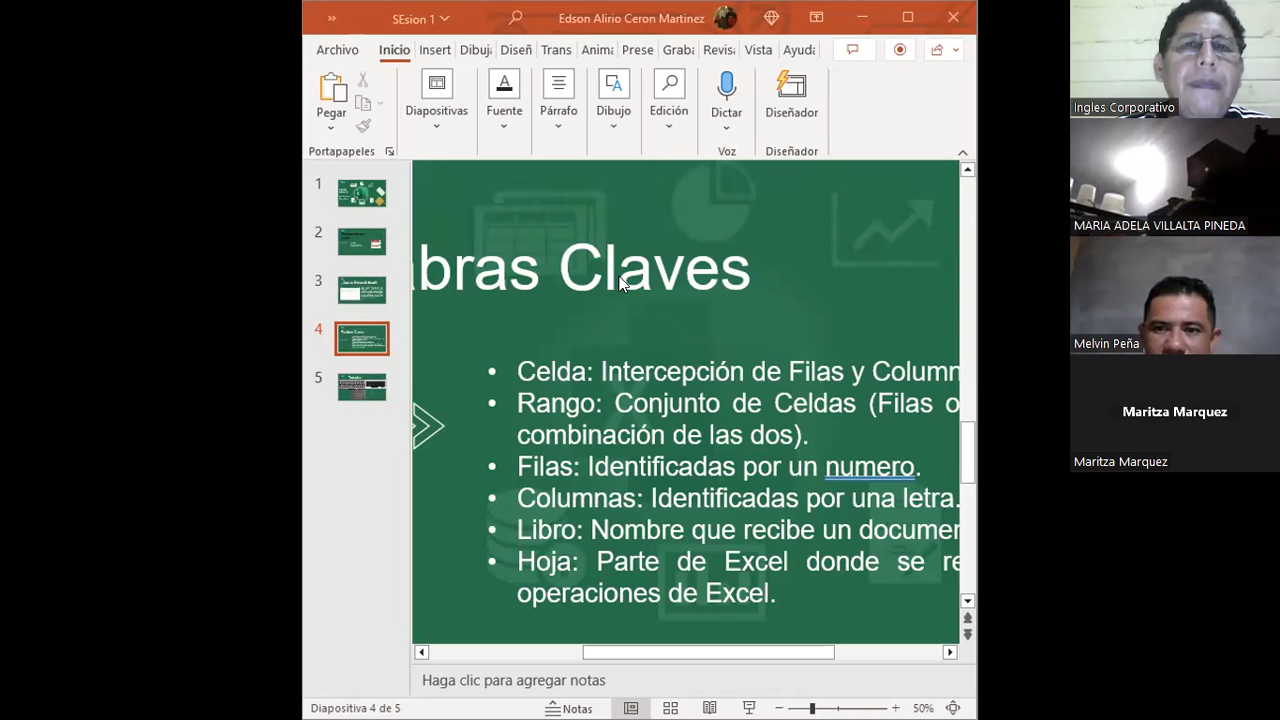 SEsion 1
Edson Alirio Ceron Martinez
Archivo Inicio Insert Dibuj Diseñ Trans Anima Prese Graba Revisa Vista Ayuda
Pegar
Diapositivas
Fuente
Párrafo
Dibujo
Edición
Dictar
Diseñador
Portapapeles
Voz
Diseñador
1
2
3
4
5
abras Claves
• Celda: Intercepción de Filas y Column
• Rango: Conjunto de Celdas (Filas o
combinación de las dos).
• Filas: Identificadas por un numero.
• Columnas: Identificadas por una letra.
• Libro: Nombre que recibe un documen
• Hoja: Parte de Excel donde se re
operaciones de Excel.
Haga clic para agregar notas
Diapositiva 4 de 5
Notas
50%
Ingles Corporativo
MARIA ADELA VILLALTA PINEDA
Melvin Peña
Maritza Marquez
Maritza Marquez